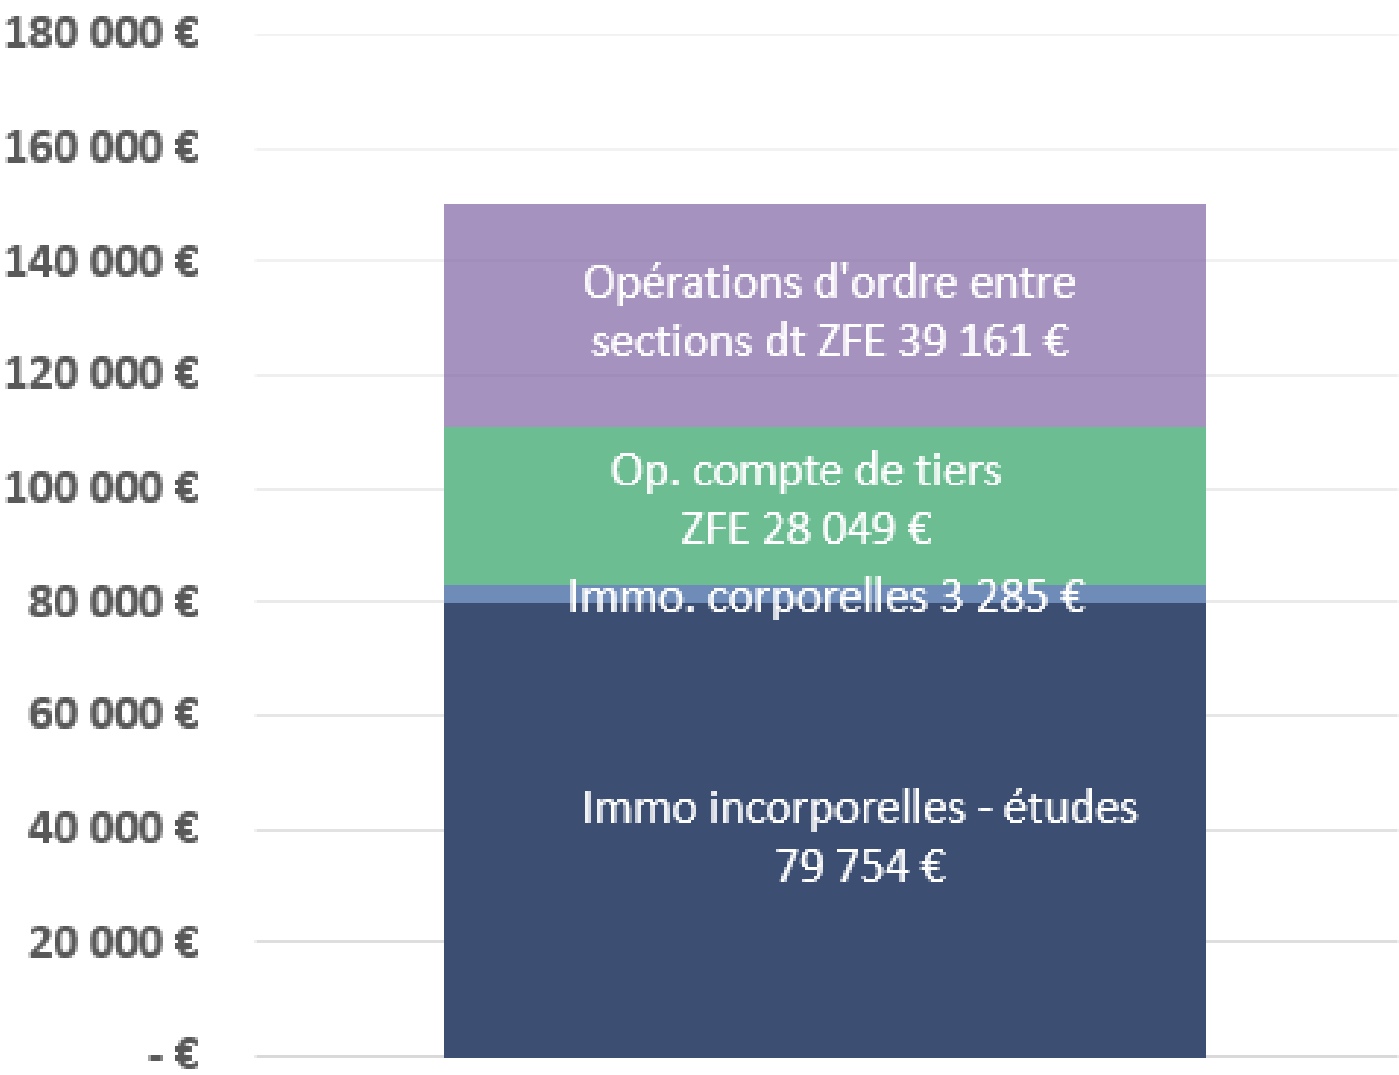 180 000 €
160 000 €
140 000 €
120 000 €
100 000 €
80 000 €
60 000 €
40 000 €
20 000 €
- €
Opérations d'ordre entre
sections dt ZFE 39 161 €
Op. compte de tiers
ZFE 28 049 €
Immo. corporelles 3 285 €
Immo incorporelles - études
79 754 €